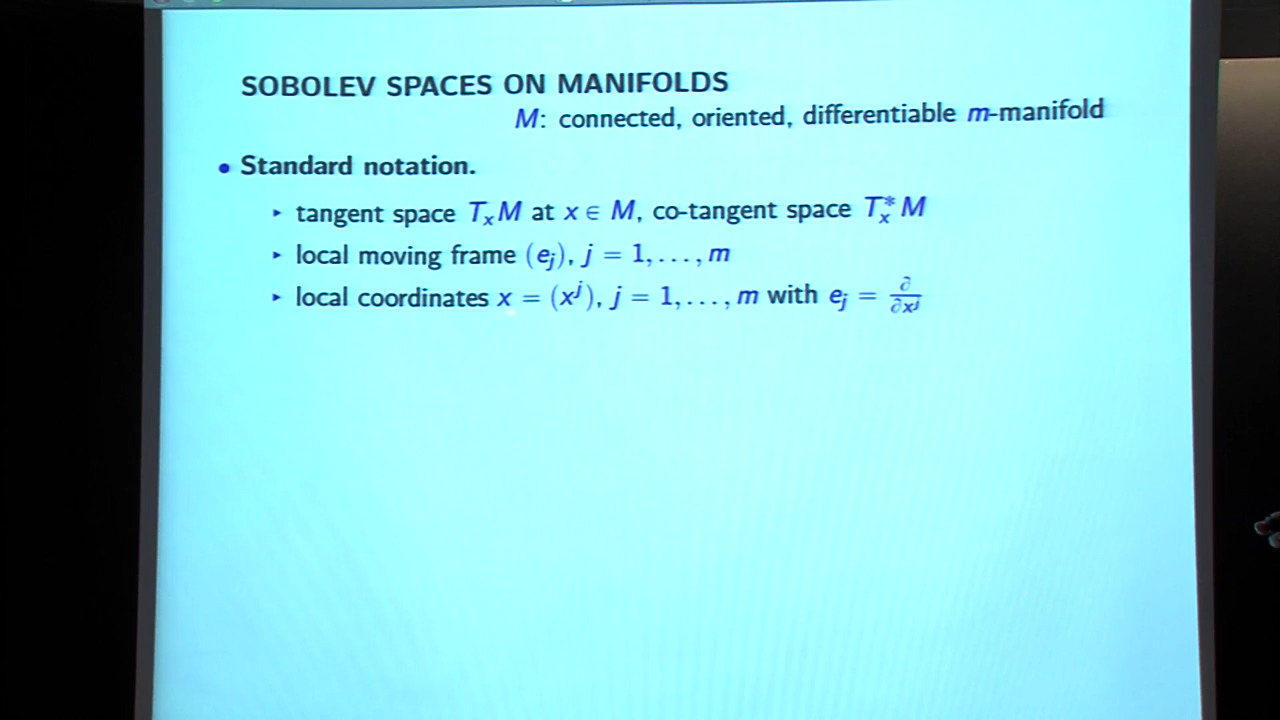 SOBOLEV SPACES ON MANIFOLDS
M: connected, oriented, differentiable m-manifold
• Standard notation.
▸ tangent space TₓM at x ∈ M, co-tangent space Tₓ*M
▸ local moving frame (eⱼ), j = 1, . . . , m
▸ local coordinates x = (xʲ), j = 1, . . . , m with eⱼ = ∂/∂xʲ